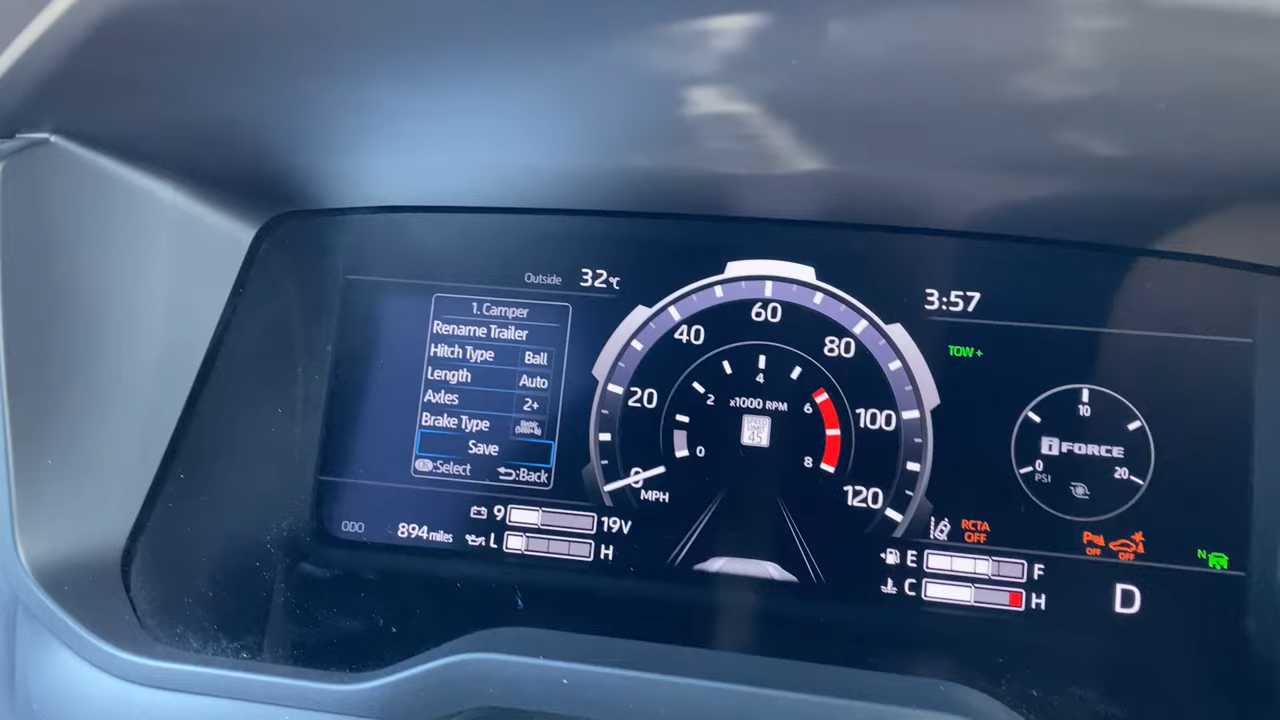 Outside 32°C
1. Camper
Rename Trailer
Hitch Type Ball
Length Auto
Axles 2+
Brake Type Electric
Save
OK:Select Back
ODO 894 miles
9 19V
L H
0 20 40 60 80 100 120
MPH
0 2 4 6 8
x1000 RPM
SPEED
LIMIT
45
3:57
TOW+
0 10 20
PSI
i FORCE
RCTA
OFF
OFF
OFF
N
E F
C H
D